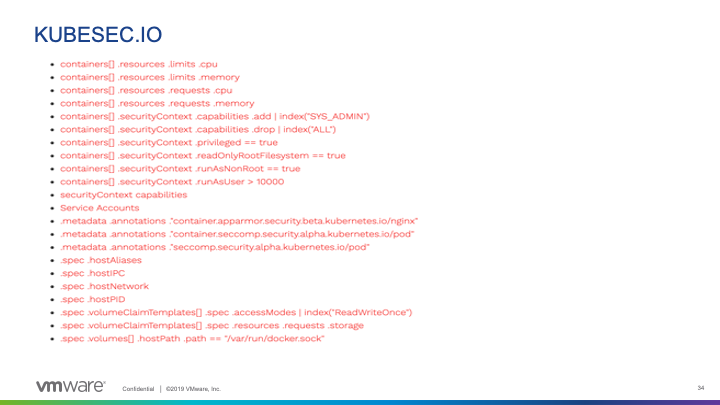 KUBESEC.IO
• containers[] .resources .limits .cpu
• containers[] .resources .limits .memory
• containers[] .resources .requests .cpu
• containers[] .resources .requests .memory
• containers[] .securityContext .capabilities .add | index("SYS_ADMIN")
• containers[] .securityContext .capabilities .drop | index("ALL")
• containers[] .securityContext .privileged == true
• containers[] .securityContext .readOnlyRootFilesystem == true
• containers[] .securityContext .runAsNonRoot == true
• containers[] .securityContext .runAsUser > 10000
• securityContext capabilities
• Service Accounts
• .metadata .annotations ."container.apparmor.security.beta.kubernetes.io/nginx"
• .metadata .annotations ."container.seccomp.security.alpha.kubernetes.io/pod"
• .metadata .annotations ."seccomp.security.alpha.kubernetes.io/pod"
• .spec .hostAliases
• .spec .hostIPC
• .spec .hostNetwork
• .spec .hostPID
• .spec .volumeClaimTemplates[] .spec .accessModes | index("ReadWriteOnce")
• .spec .volumeClaimTemplates[] .spec .resources .requests .storage
• .spec .volumes[] .hostPath .path == "/var/run/docker.sock"
vmware® Confidential | ©2019 VMware, Inc. 34